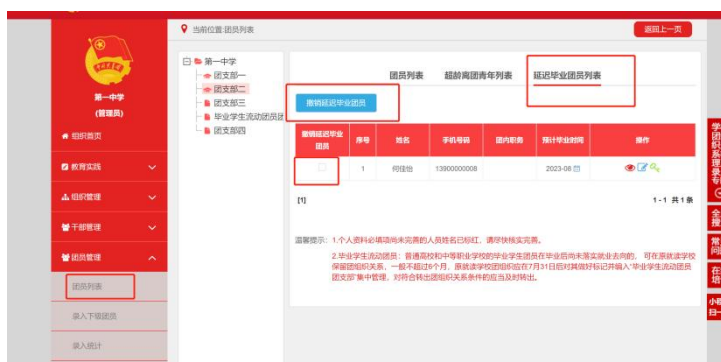 当前位置:团员列表
返回上一页
第一中学
(管理员)
组织首页
教育实践
组织管理
干部管理
团员管理
团员列表
录入下级团员
录入统计
第一中学
团支部一
团支部二
团支部三
毕业学生流动团员团
团支部四
团员列表 超龄离团青年列表 延迟毕业团员列表
撤销延迟毕业团员
撤销延迟毕业团员 序号 姓名 手机号码 团内职务 预计毕业时间 操作
1 何佳怡 13900000008 2023-08
[1] 1-1 共1条
温馨提示: 1.个人资料必填项尚未完善的人员姓名已标红,请尽快核实完善。
2.毕业学生流动团员:普通高校和中等职业学校的毕业学生团员在毕业后尚未落实就业去向的, 可在原就读学校
保留团组织关系,一般不超过6个月,原就读学校团组织应在7月31日后对其做好标记并编入“毕业学生流动团员
团支部”集中管理,对符合转出团组织关系条件的应当及时转出。